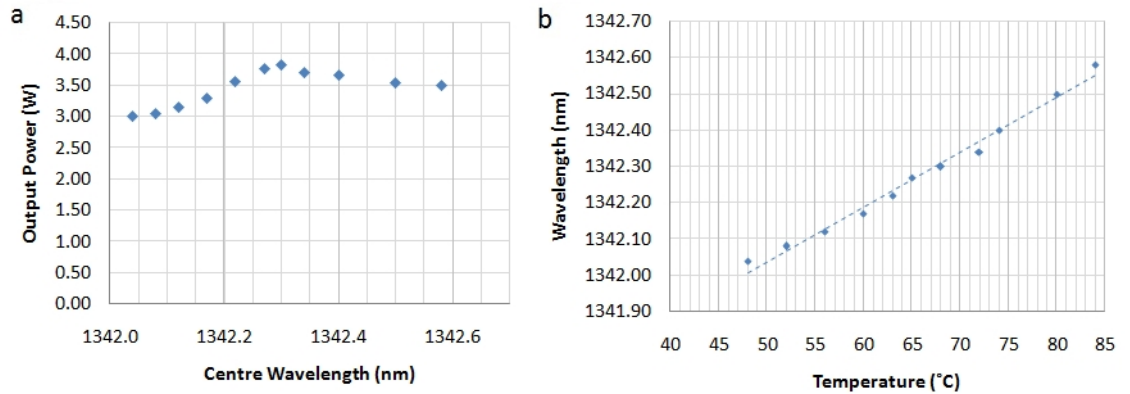 a
4.50
4.00
3.50
3.00
2.50
2.00
1.50
1.00
0.50
0.00
Output Power (W)
1342.0 1342.2 1342.4 1342.6
Centre Wavelength (nm)
b
1342.70
1342.60
1342.50
1342.40
1342.30
1342.20
1342.10
1342.00
1341.90
Wavelength (nm)
40 45 50 55 60 65 70 75 80 85
Temperature (˚C)